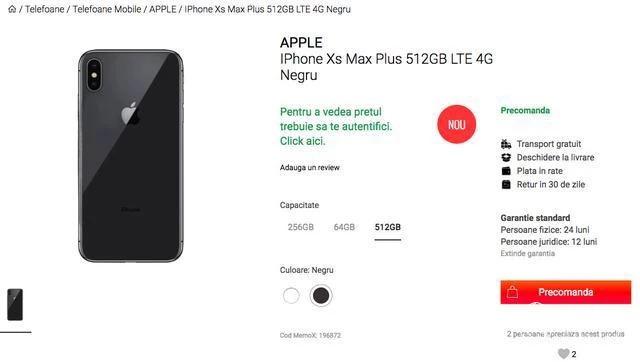 / Telefoane / Telefoane Mobile / APPLE / IPhone Xs Max Plus 512GB LTE 4G Negru
APPLE
IPhone Xs Max Plus 512GB LTE 4G
Negru
Pentru a vedea pretul
trebuie sa te autentifici.
Click aici.
NOU
Adauga un review
Capacitate
256GB 64GB 512GB
Culoare: Negru
Cod MemoX: 196872
Precomanda
Transport gratuit
Deschidere la livrare
Plata in rate
Retur in 30 de zile
Garantie standard
Persoane fizice: 24 luni
Persoane juridice: 12 luni
Extinde garantia
Precomanda
2 persoane apreciaza acest produs
2
iPhone